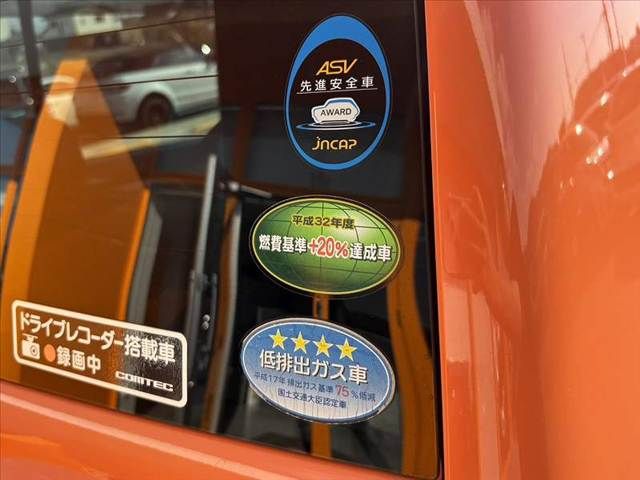 ASV
先進安全車
AWARD
JNCAP
平成32年度
燃費基準+20%達成車
ドライブレコーダー搭載車
録画中
COMTEC
低排出ガス車
平成17年排出ガス基準75%低減
国土交通大臣認定車